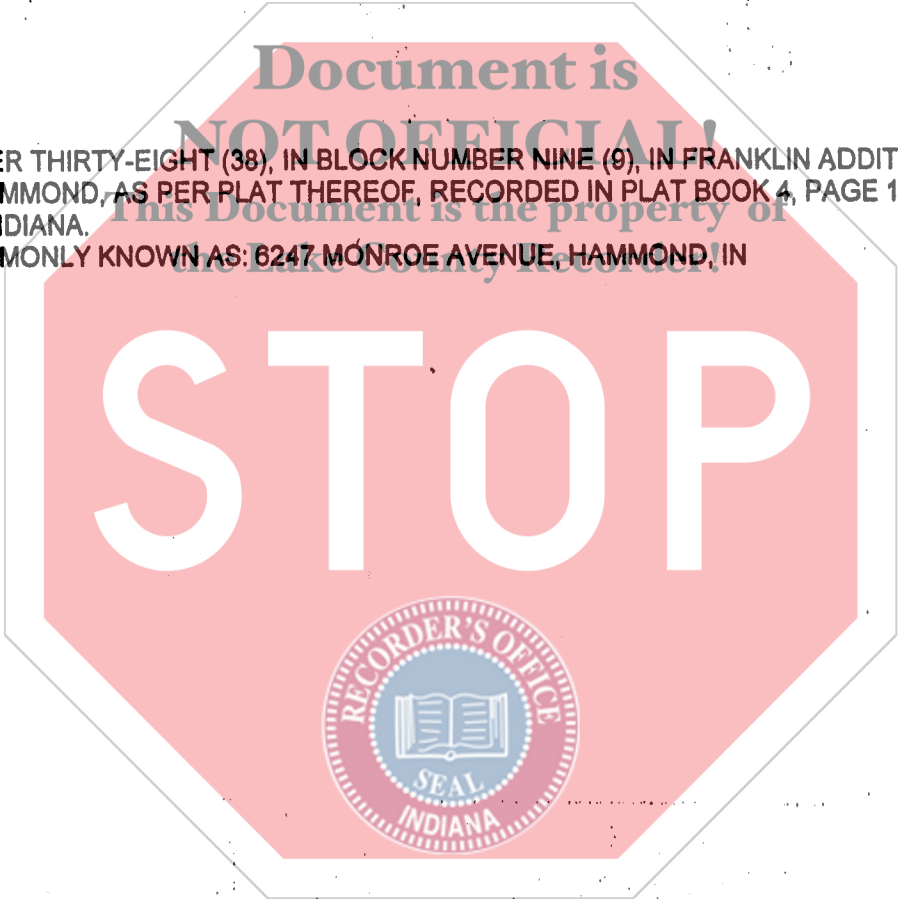 Document is
NOT OFFICIAL!
ER THIRTY-EIGHT (38), IN BLOCK NUMBER NINE (9), IN FRANKLIN ADDIT
MMOND, AS PER PLAT THEREOF, RECORDED IN PLAT BOOK 4, PAGE 1
This Document is the property of
DIANA.
the Lake County Recorder!
MONLY KNOWN AS: 6247 MONROE AVENUE, HAMMOND, IN
STOP
RECORDER'S OFFICE
SEAL
INDIANA